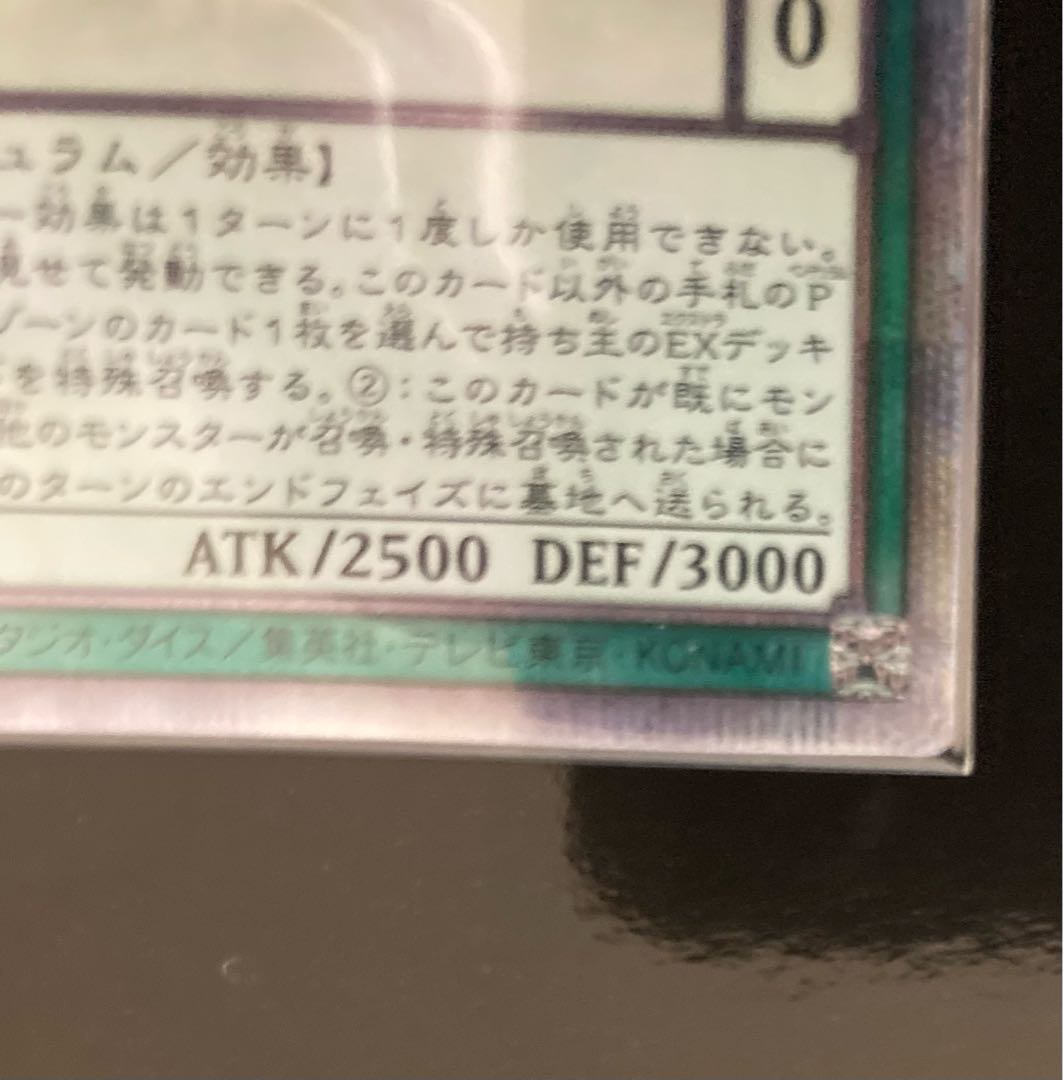 0
ュラム／効果】
効果は1ターンに1度しか使用できない。
見せて発動できる。このカード以外の手札のP
ゾーンのカード1枚を選んで持ち主のEXデッキ
を特殊召喚する。②：このカードが既にモン
他のモンスターが召喚・特殊召喚された場合に
のターンのエンドフェイズに墓地へ送られる。
ATK/2500 DEF/3000
タジオ・ダイス／集英社・テレビ東京・KONAMI